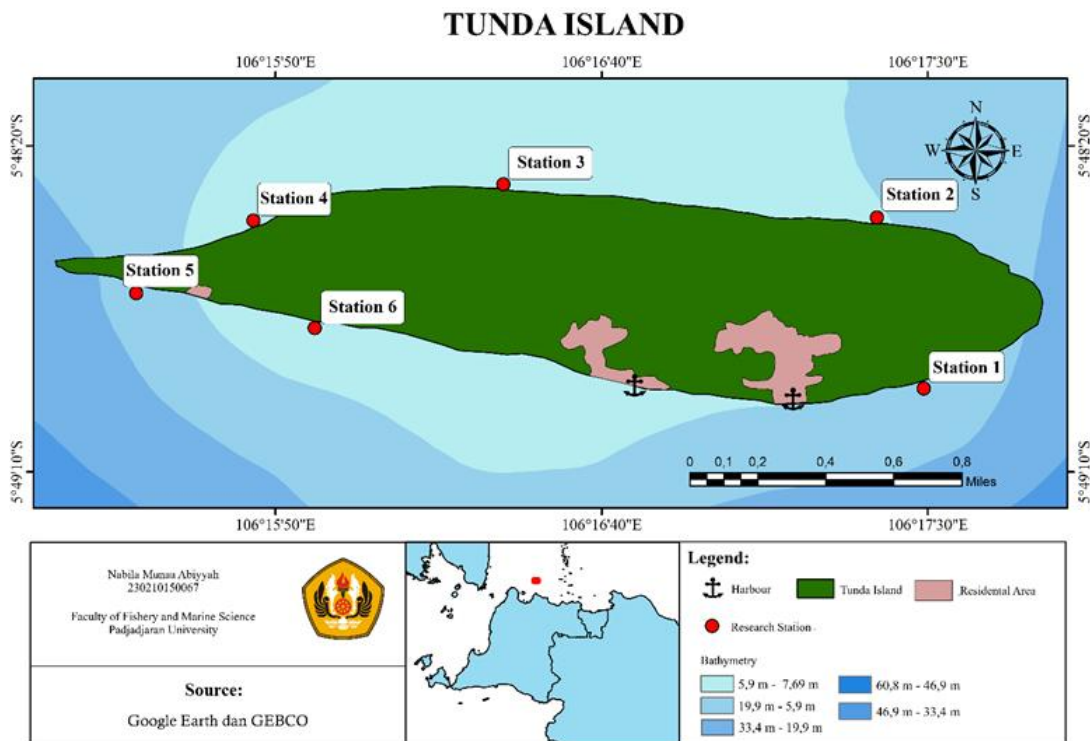 TUNDA ISLAND
106°15'50"E
106°16'40"E
106°17'30"E
5°48'20"S
5°48'20"S
N
W
E
S
Station 3
Station 4
Station 2
Station 5
Station 6
Station 1
5°49'10"S
5°49'10"S
0 0,1 0,2 0,4 0,6 0,8
Miles
106°15'50"E
106°16'40"E
106°17'30"E
Nabila Munaa Abiyyah
230210150067
Faculty of Fishery and Marine Science
Padjadjaran University
Source:
Google Earth dan GEBCO
Legend:
Harbour
Tunda Island
Residental Area
Research Station
Bathymetry
5,9 m - 7,69 m
60,8 m - 46,9 m
19,9 m - 5,9 m
46,9 m - 33,4 m
33,4 m - 19,9 m